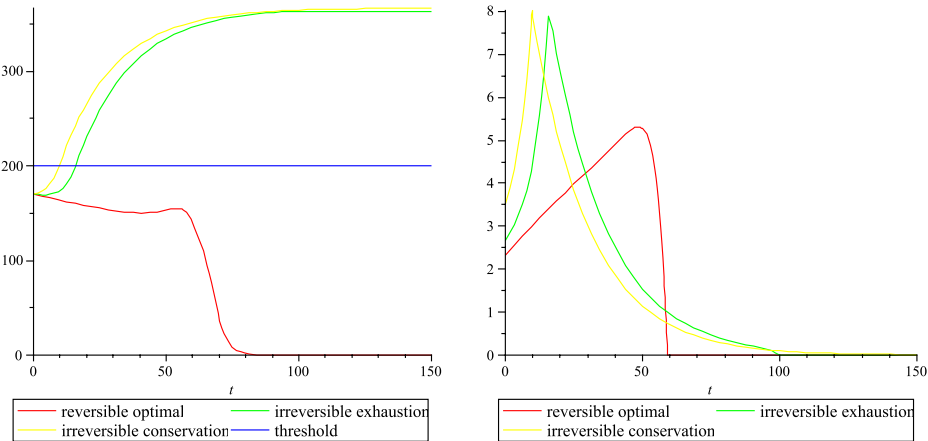 300
200
100
0
0
50
100
150
t
reversible optimal
irreversible exhaustion
irreversible conservation
threshold
8
7
6
5
4
3
2
1
0
0
50
100
150
t
reversible optimal
irreversible exhaustion
irreversible conservation